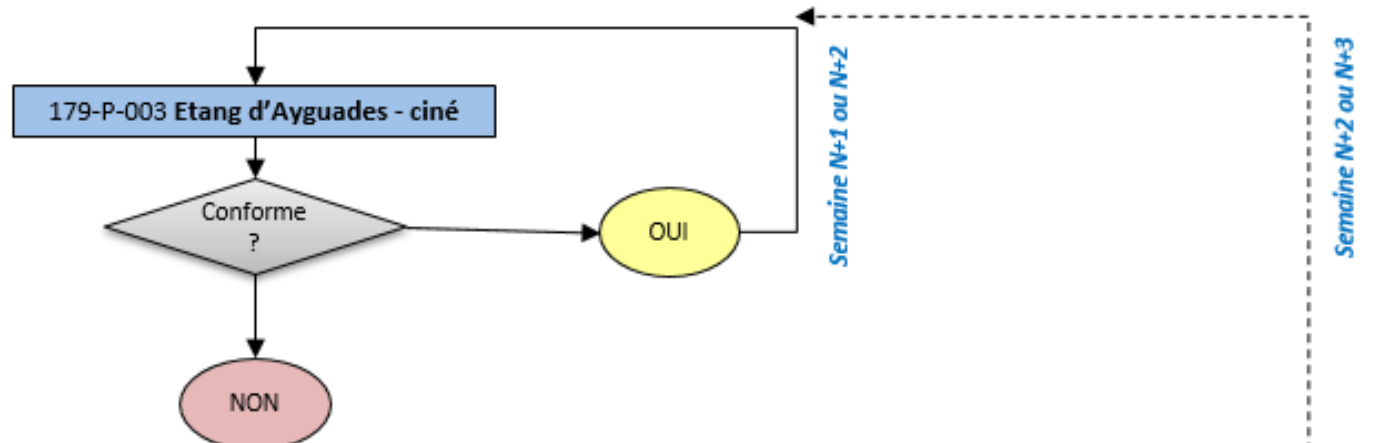 179-P-003 Etang d’Ayguades - ciné
Conforme
?
OUI
NON
Semaine N+1 ou N+2
Semaine N+2 ou N+3